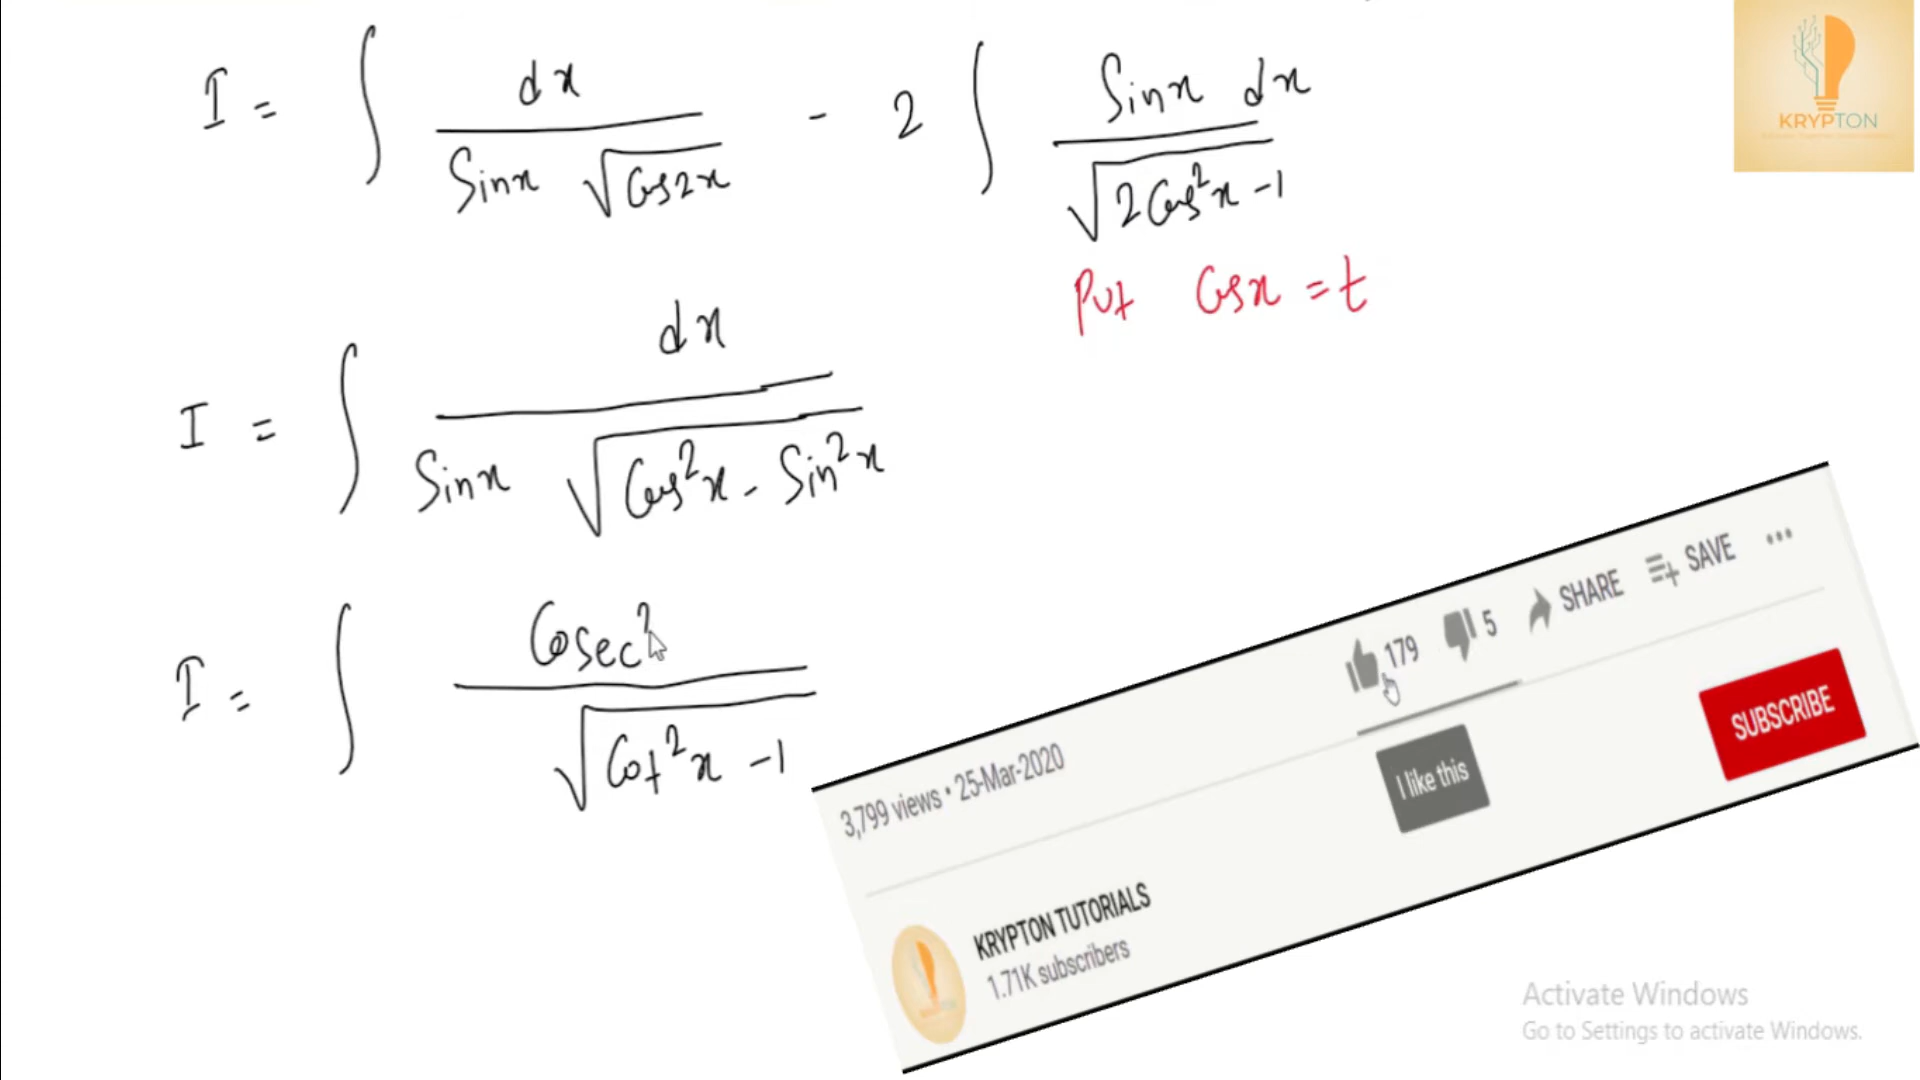 I = ∫ dx / Sinx √Cos2x - 2 ∫ Sinx dx / √2Cos²x -1
Put Cosx = t
I = ∫ dx / Sinx √Cos²x - Sin²x
I = ∫ Cosec² / √Cot²x -1
KRYPTON
179 5 SHARE SAVE ...
3,799 views • 25-Mar-2020
I like this
SUBSCRIBE
KRYPTON TUTORIALS
1.71K subscribers
Activate Windows
Go to Settings to activate Windows.